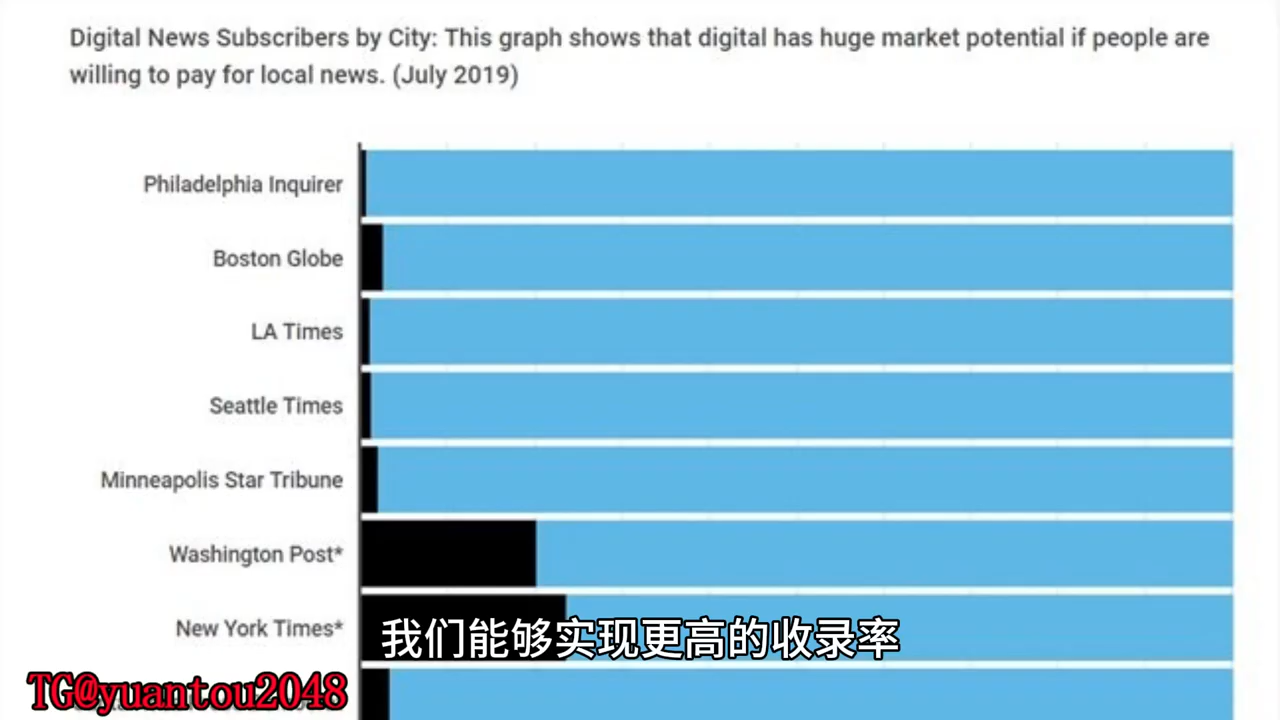 Digital News Subscribers by City: This graph shows that digital has huge market potential if people are
willing to pay for local news. (July 2019)
Philadelphia Inquirer
Boston Globe
LA Times
Seattle Times
Minneapolis Star Tribune
Washington Post*
New York Times*
我们能够实现更高的收录率
TG@yuantou2048